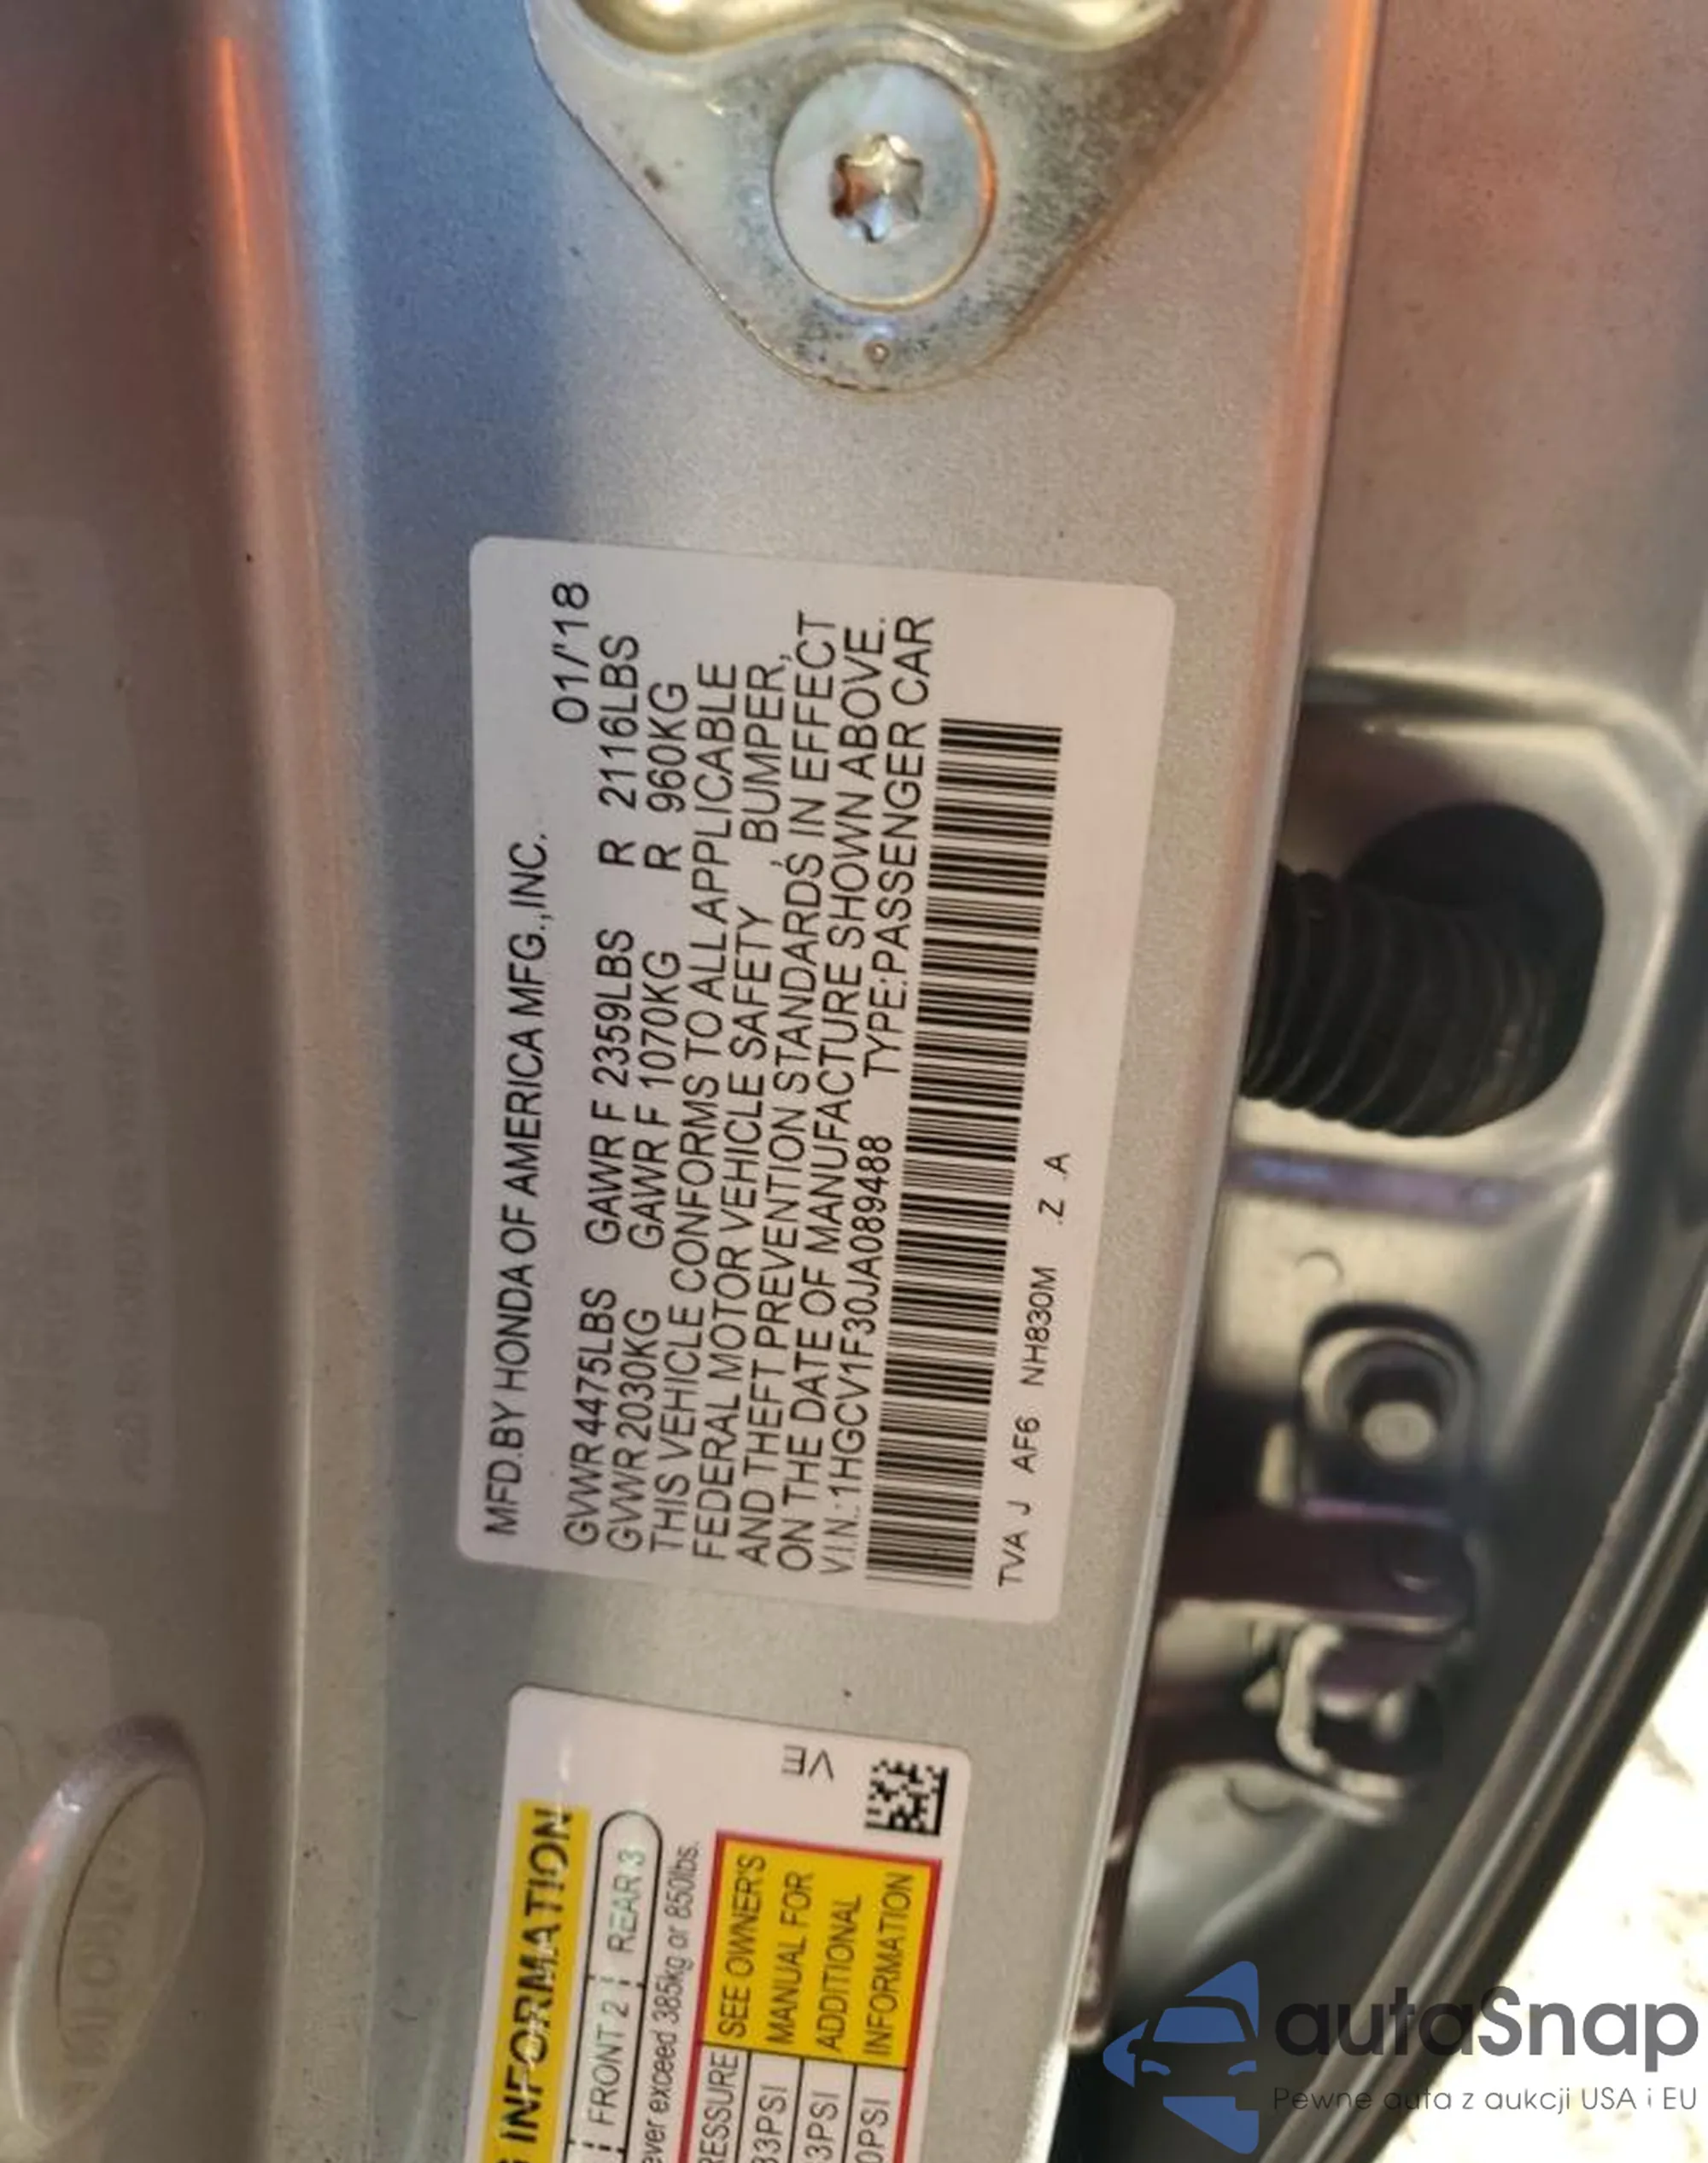 MFD.BY HONDA OF AMERICA MFG.,INC.
01/'18
GVWR 4475LBS GAWR F 2359LBS R 2116LBS
GVWR 2030KG GAWR F 1070KG R 960KG
THIS VEHICLE CONFORMS TO ALL APPLICABLE
FEDERAL MOTOR VEHICLE SAFETY, BUMPER,
AND THEFT PREVENTION STANDARDS IN EFFECT
ON THE DATE OF MANUFACTURE SHOWN ABOVE.
V.I.N.:1HGCV1F30JA089488 TYPE:PASSENGER CAR
TVA J AF6 NH830M .Z .A
INFORMATION
FRONT 2 REAR 3
exceed 385kg or 850lbs.
SEE OWNER'S
MANUAL FOR
ADDITIONAL
INFORMATION
VE
autaSnap
Pewne auta z aukcji USA i EU